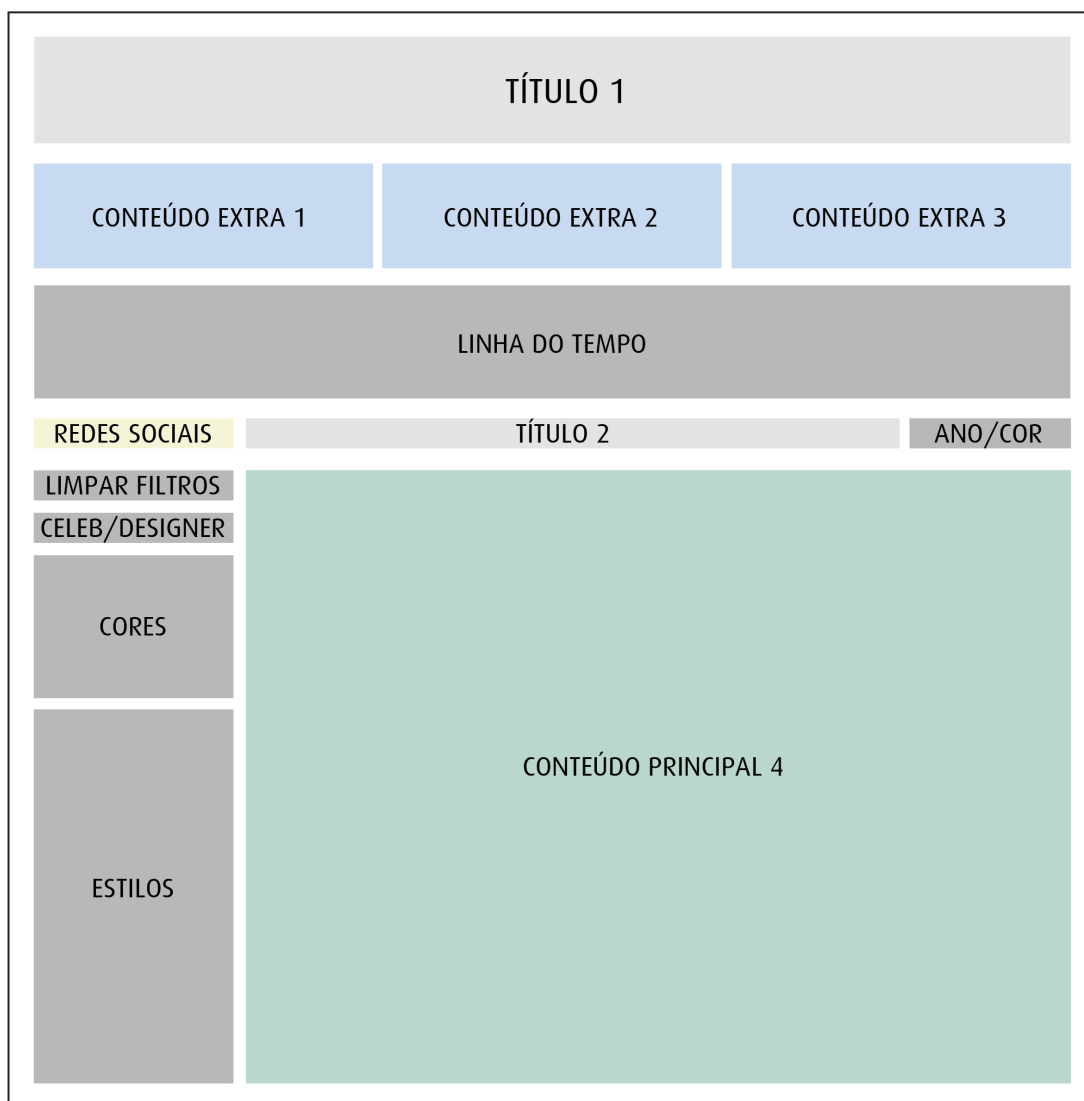 TÍTULO 1
CONTEÚDO EXTRA 1
CONTEÚDO EXTRA 2
CONTEÚDO EXTRA 3
LINHA DO TEMPO
REDES SOCIAIS
TÍTULO 2
ANO/COR
LIMPAR FILTROS
CELEB/DESIGNER
CORES
CONTEÚDO PRINCIPAL 4
ESTILOS